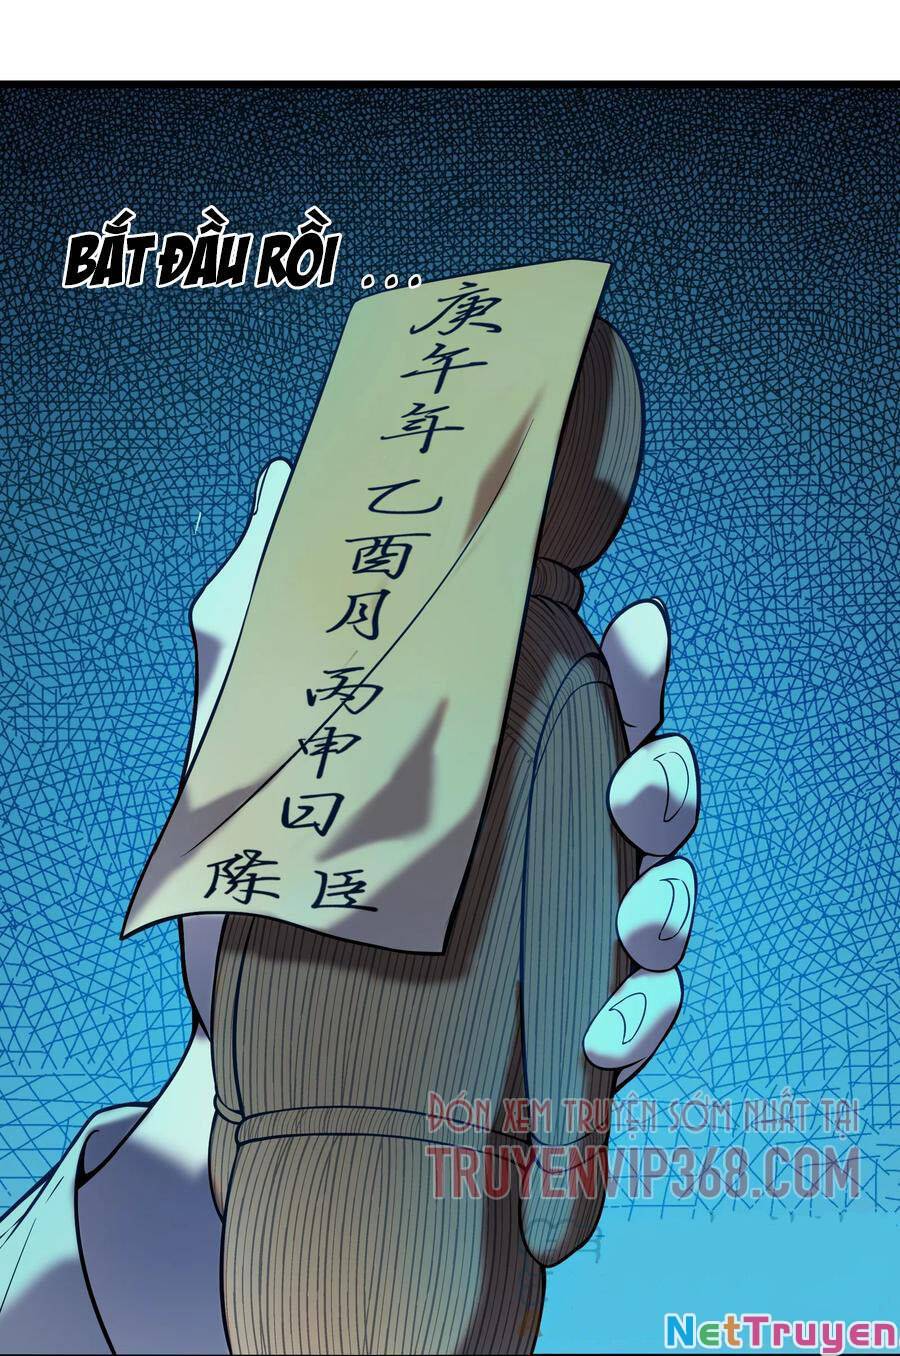 BẮT ĐẦU RỒI ...
庚午年乙酉月丙申日
陈臣
ĐÓN XEM TRUYỆN SỚM NHẤT TẠI
TRUYENVIP368.COM
NetTruyen